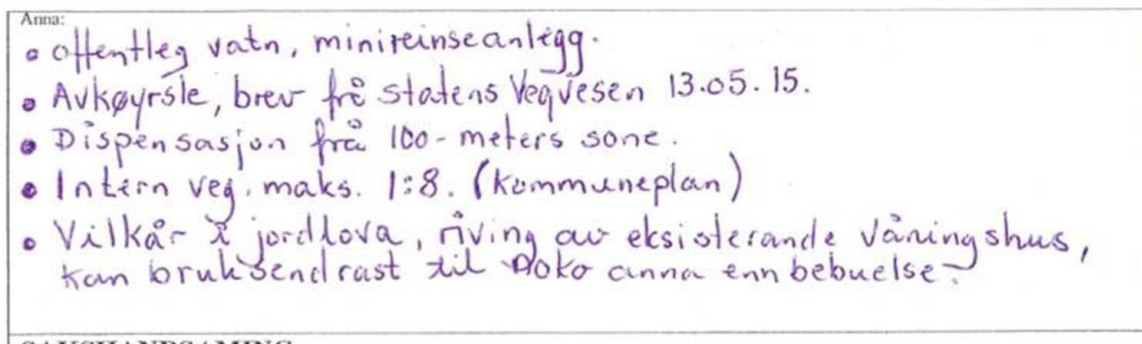 Anna:
• offentleg vatn, minireinseanlegg.
• Avkøyrsle, brev frå Statens Vegvesen 13.05.15.
• Dispensasjon frå 100-meters sone.
• Intern veg. maks. 1:8. (kommuneplan)
• Vilkår i jordlova, riving av eksisterande våningshus,
kan bruksendrast til noko anna enn bebuelse.